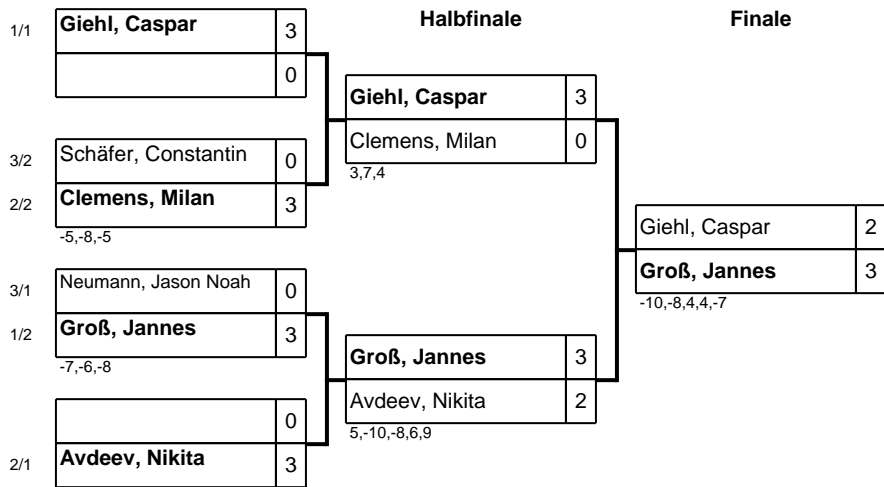 Halbfinale
Finale
1/1 Giehl, Caspar 3
0
3/2 Schäfer, Constantin 0
2/2 Clemens, Milan 3
-5,-8,-5
3/1 Neumann, Jason Noah 0
1/2 Groß, Jannes 3
-7,-6,-8
0
2/1 Avdeev, Nikita 3
Giehl, Caspar 3
Clemens, Milan 0
3,7,4
Groß, Jannes 3
Avdeev, Nikita 2
5,-10,-8,6,9
Giehl, Caspar 2
Groß, Jannes 3
-10,-8,4,4,-7